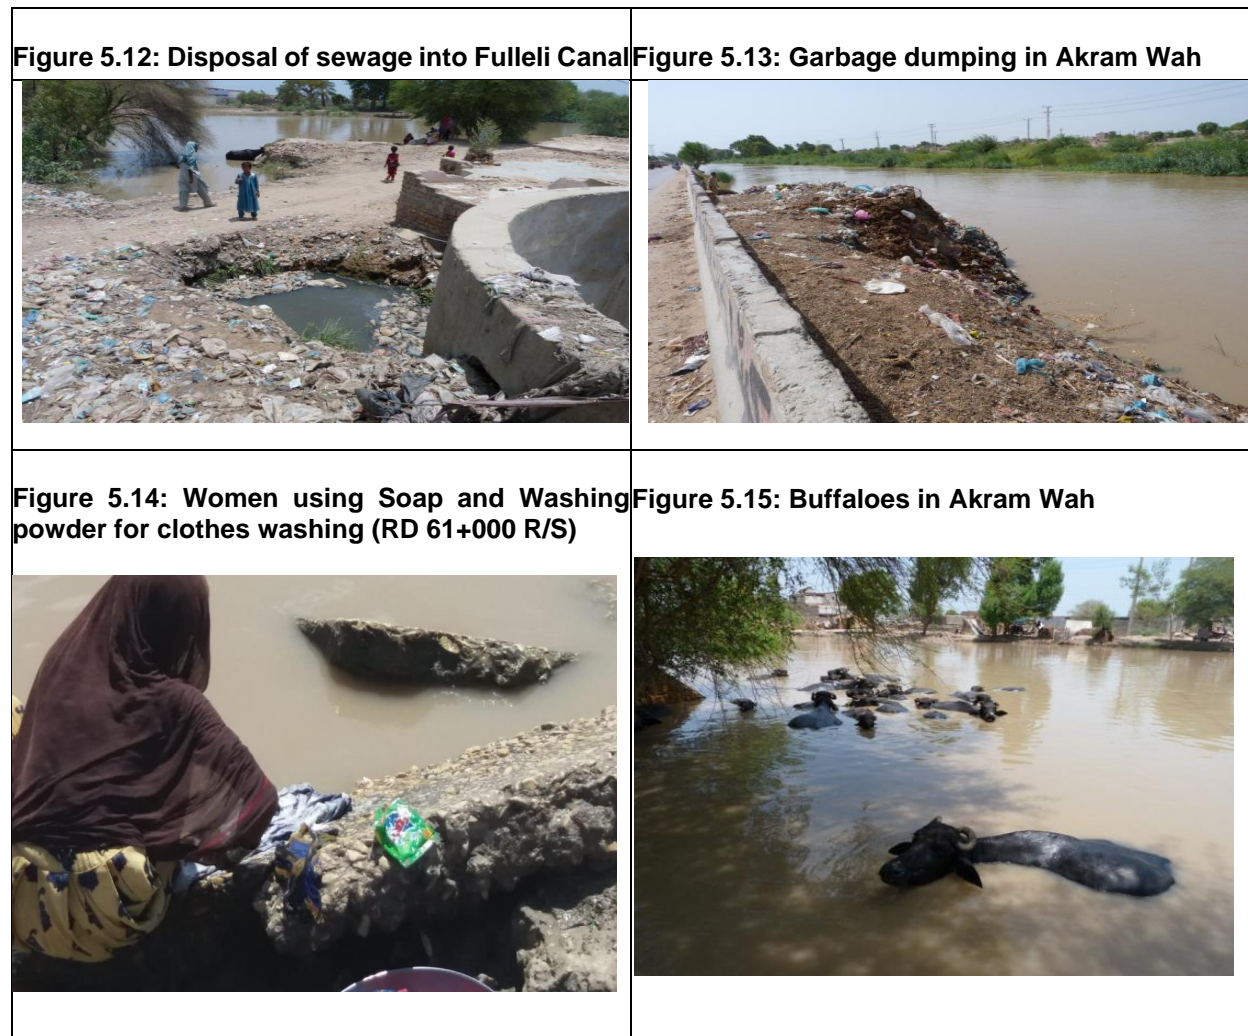 Figure 5.12: Disposal of sewage into Fulleli Canal
Figure 5.13: Garbage dumping in Akram Wah
Figure 5.14: Women using Soap and Washing
powder for clothes washing (RD 61+000 R/S)
Figure 5.15: Buffaloes in Akram Wah